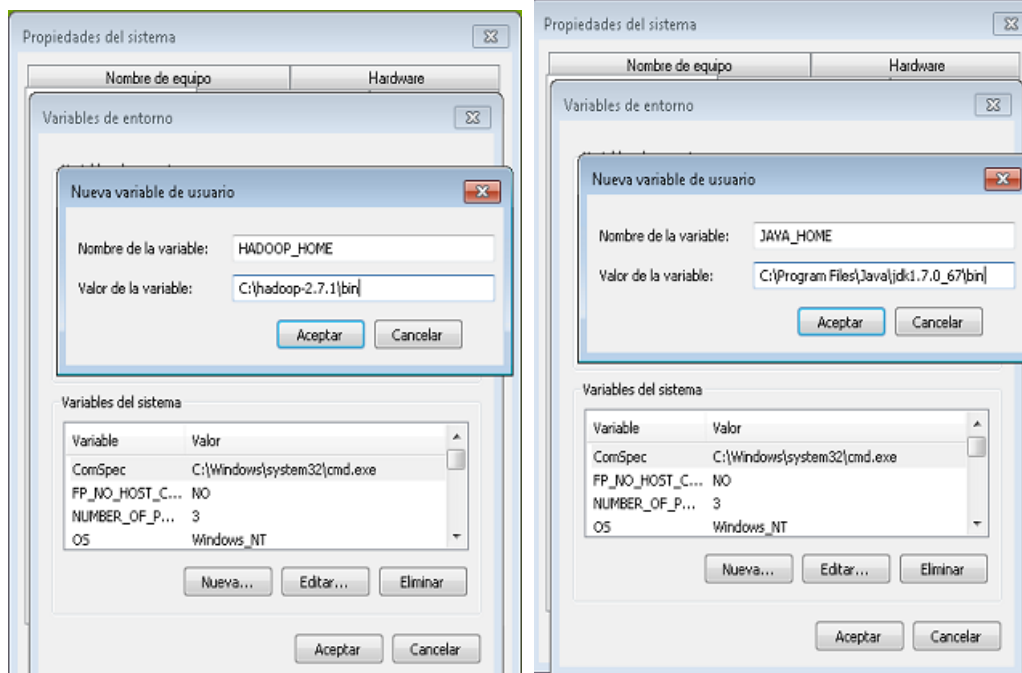 Propiedades del sistema
Nombre de equipo
Hardware
Variables de entorno
Nueva variable de usuario
Nombre de la variable:
HADOOP_HOME
Valor de la variable:
C:\hadoop-2.7.1\bin
Aceptar
Cancelar
Variables del sistema
Variable
Valor
ComSpec
C:\Windows\system32\cmd.exe
FP_NO_HOST_C...
NO
NUMBER_OF_P...
3
OS
Windows_NT
Nueva...
Editar...
Eliminar
Aceptar
Cancelar
Propiedades del sistema
Nombre de equipo
Hardware
Variables de entorno
Nueva variable de usuario
Nombre de la variable:
JAVA_HOME
Valor de la variable:
C:\Program Files\Java\jdk1.7.0_67\bin
Aceptar
Cancelar
Variables del sistema
Variable
Valor
ComSpec
C:\Windows\system32\cmd.exe
FP_NO_HOST_C...
NO
NUMBER_OF_P...
3
OS
Windows_NT
Nueva...
Editar...
Eliminar
Aceptar
Cancelar